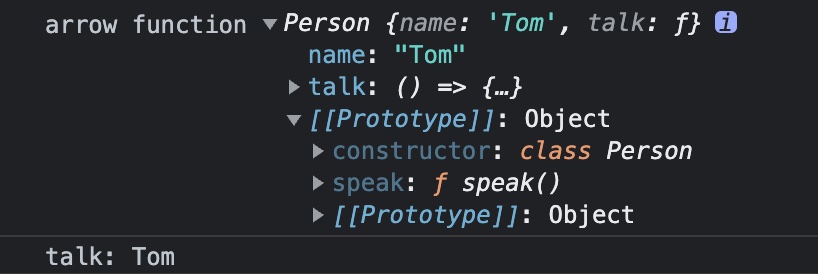 arrow function ▼Person {name: 'Tom', talk: ƒ} i
name: "Tom"
▶ talk: () => {…}
▼ [[Prototype]]: Object
▶ constructor: class Person
▶ speak: ƒ speak()
▶ [[Prototype]]: Object
talk: Tom